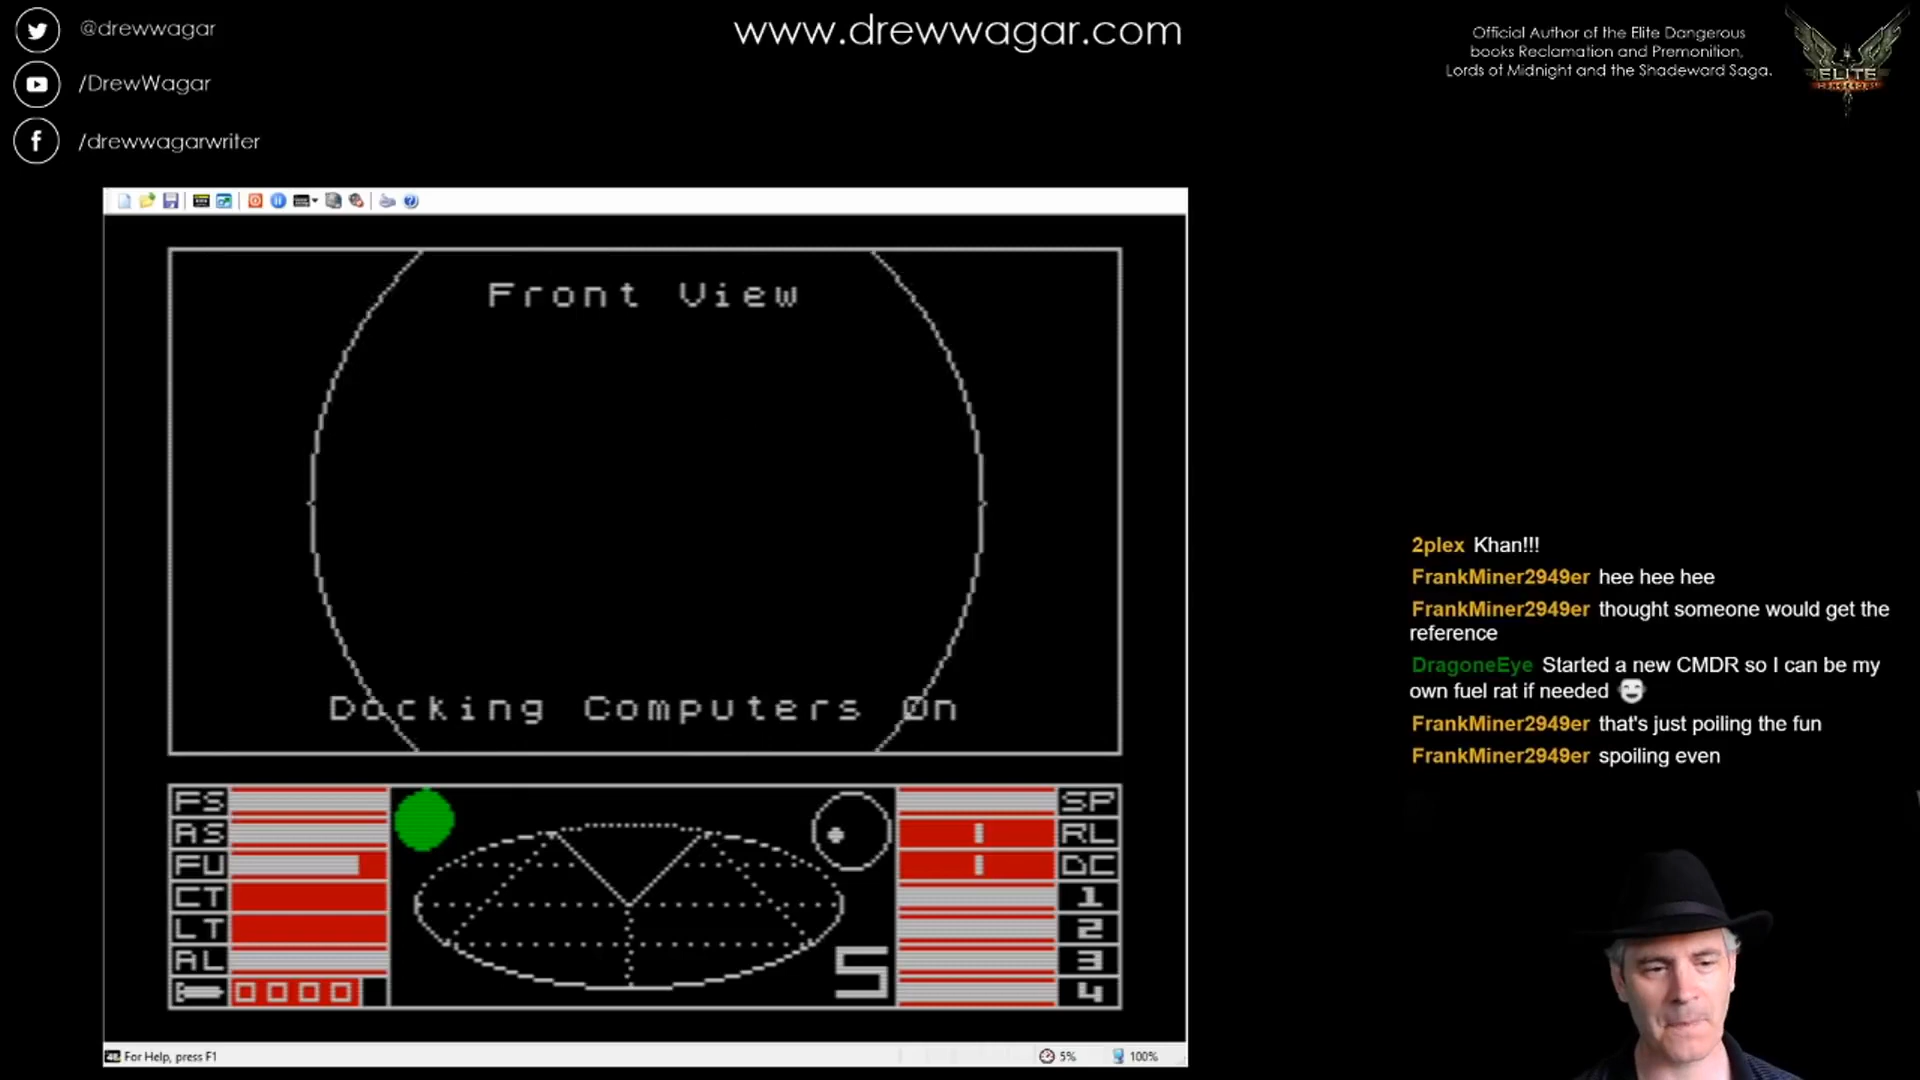 @drewwagar
/DrewWagar
/drewwagarwriter
www.drewwagar.com
Official Author of the Elite Dangerous
books Reclamation and Premonition,
Lords of Midnight and the Shadeward Saga.
ELITE
DANGEROUS
Front View
Docking Computers On
FS
AS
FU
CT
LT
AL
S
SP
RL
DC
1
2
3
4
For Help, press F1
5%
100%
2plex Khan!!!
FrankMiner2949er hee hee hee
FrankMiner2949er thought someone would get the
reference
DragoneEye Started a new CMDR so I can be my
own fuel rat if needed
FrankMiner2949er that's just poiling the fun
FrankMiner2949er spoiling even